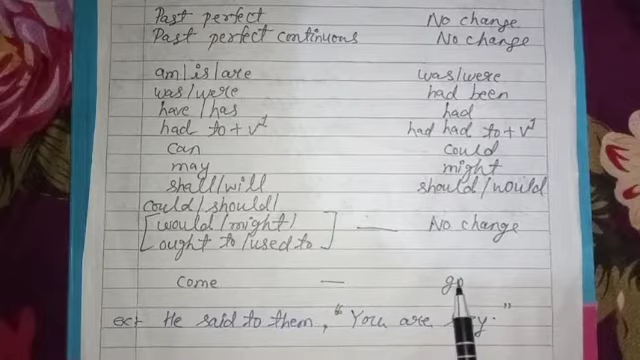 Past perfect No change
Past perfect continuous No change
am/is/are was/were
was/were had been
have/has had
had to+v¹ had had to+v¹
can could
may might
shall/will should/would
could/should/
[would/might/ ought to/used to] — No change
come — go
ex:- He said to them, "You are